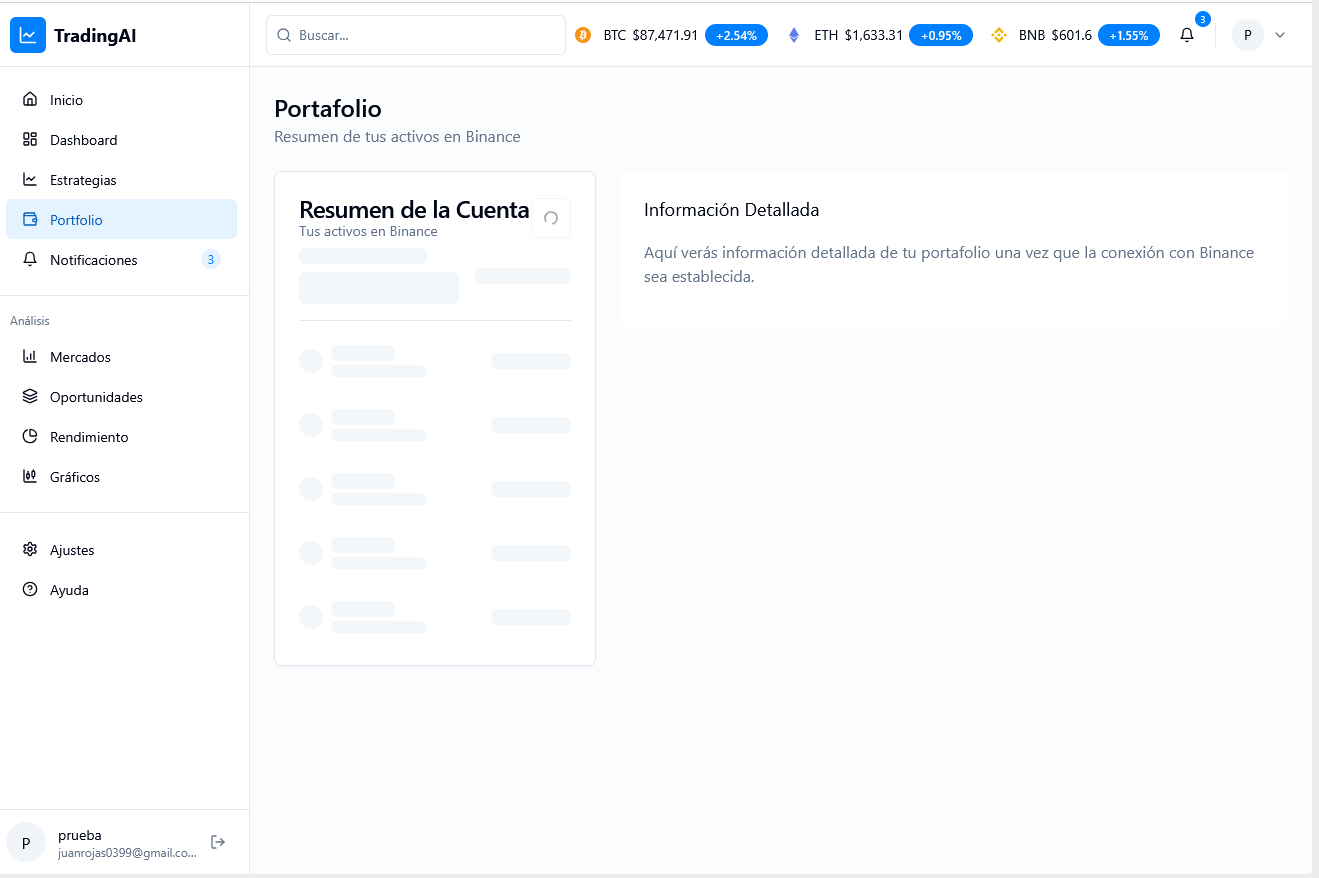 TradingAI
Buscar...
BTC $87,471.91 +2.54%
ETH $1,633.31 +0.95%
BNB $601.6 +1.55%
3
P
Inicio
Dashboard
Estrategias
Portfolio
Notificaciones 3
Análisis
Mercados
Oportunidades
Rendimiento
Gráficos
Ajustes
Ayuda
P
prueba
juanrojas0399@gmail.co...
Portafolio
Resumen de tus activos en Binance
Resumen de la Cuenta
Tus activos en Binance
Información Detallada
Aquí verás información detallada de tu portafolio una vez que la conexión con Binance
sea establecida.